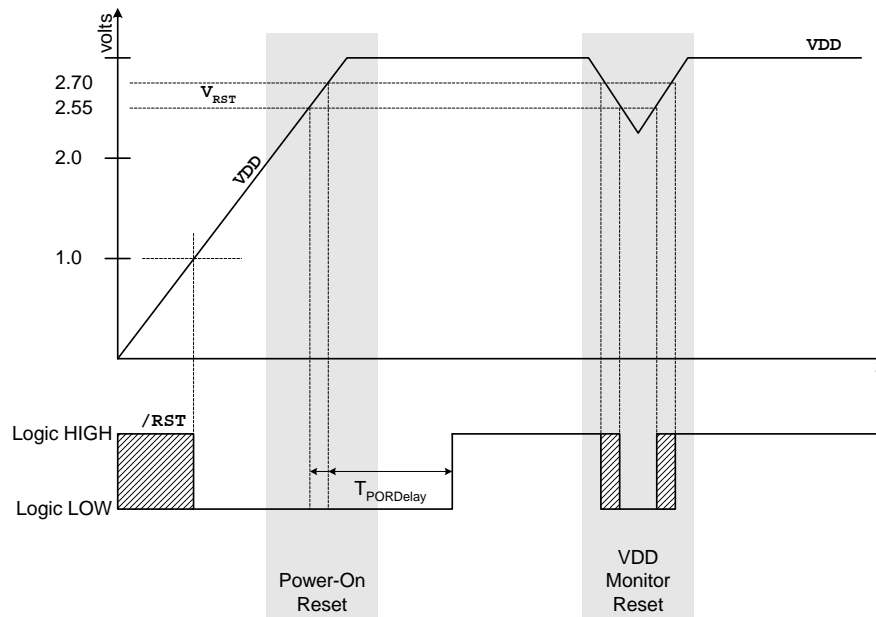 volts
VDD
2.70
V_RST
2.55
2.0
VDD
1.0
/RST
Logic HIGH
T_PORDelay
Logic LOW
Power-On
Reset
VDD
Monitor
Reset